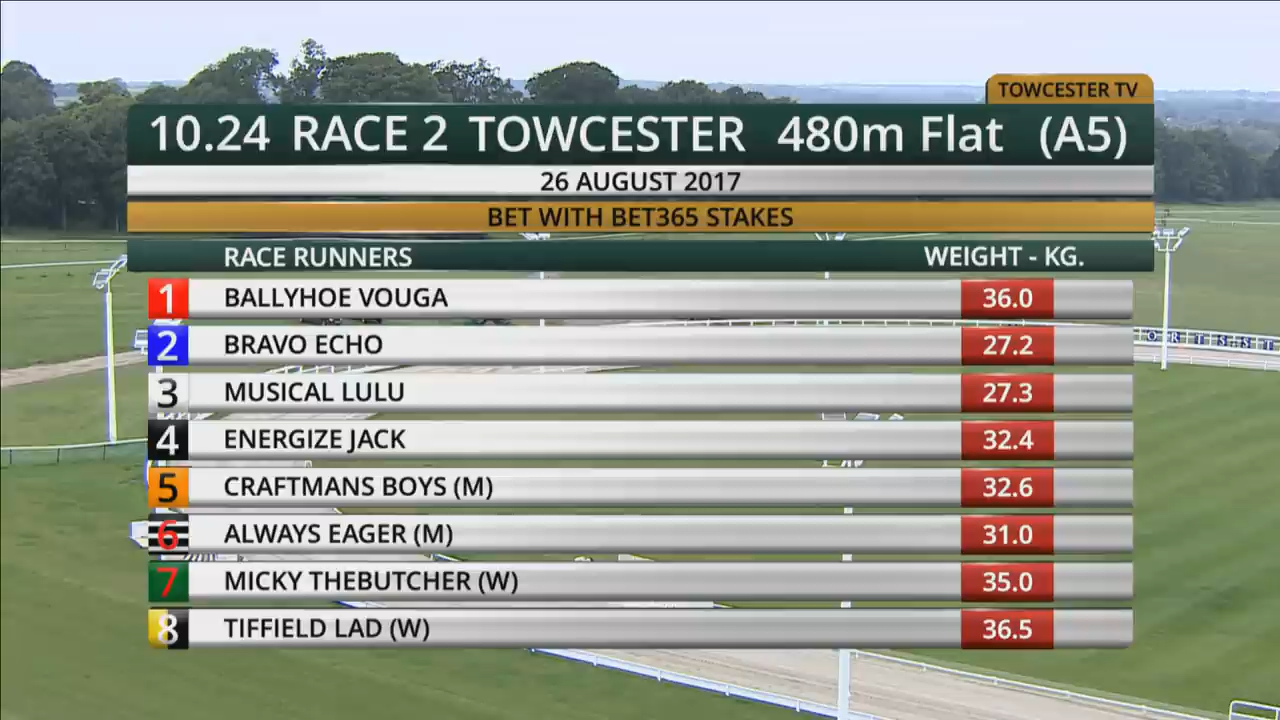 TOWCESTER TV
10.24 RACE 2 TOWCESTER 480m Flat (A5)
26 AUGUST 2017
BET WITH BET365 STAKES
RACE RUNNERS WEIGHT - KG.
1 BALLYHOE VOUGA 36.0
2 BRAVO ECHO 27.2
3 MUSICAL LULU 27.3
4 ENERGIZE JACK 32.4
5 CRAFTMANS BOYS (M) 32.6
6 ALWAYS EAGER (M) 31.0
7 MICKY THEBUTCHER (W) 35.0
8 TIFFIELD LAD (W) 36.5